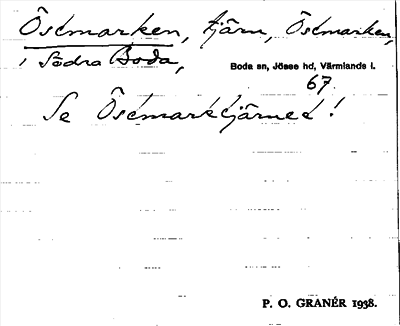 Östmarken, tjärn, Östmarken,
i Södra Boda,
Boda sn, Jösse hd, Värmlands l.
67
Se Östmarktjärnet!
P. O. GRANÉR 1938.